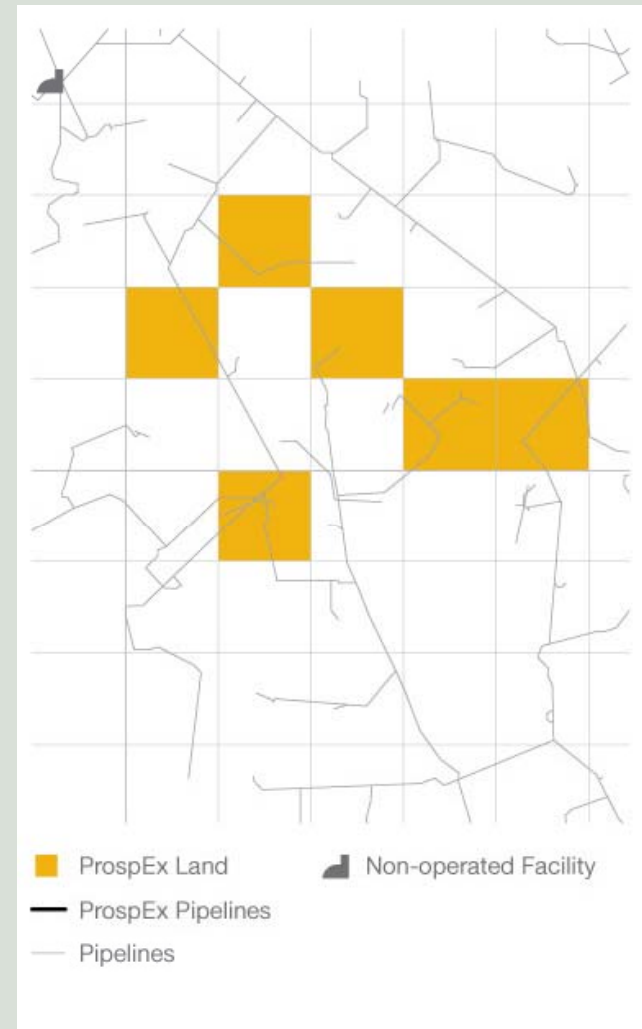 ProspEx Land
Non-operated Facility
ProspEx Pipelines
Pipelines